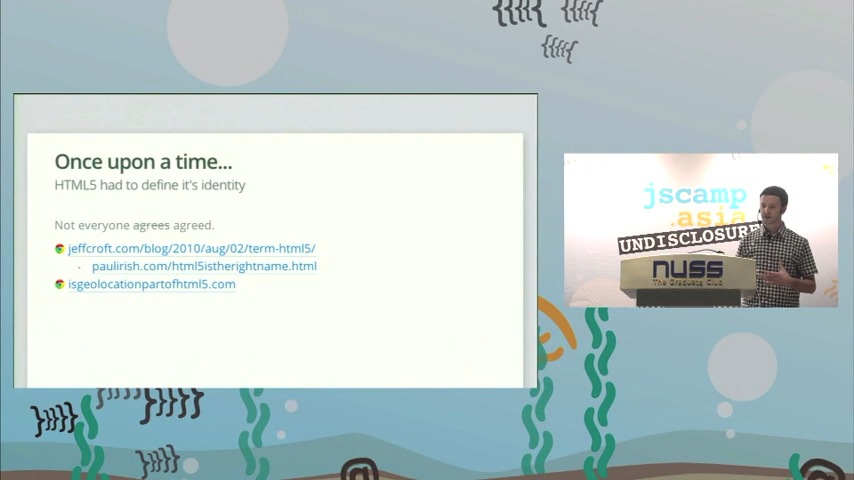 Once upon a time...
HTML5 had to define it's identity
Not everyone agrees agreed.
jeffcroft.com/blog/2010/aug/02/term-html5/
paulirish.com/html5istherightname.html
isgeolocationpartofhtml5.com
jscamp
.asia
UNDISCLOSURE
nuss
The Graduate Club